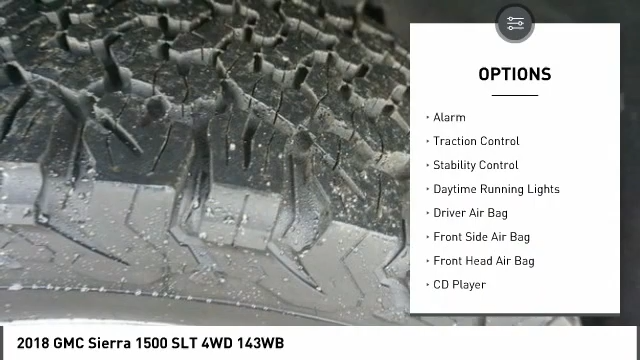 OPTIONS
· Alarm
· Traction Control
· Stability Control
· Daytime Running Lights
· Driver Air Bag
· Front Side Air Bag
· Front Head Air Bag
· CD Player
2018 GMC Sierra 1500 SLT 4WD 143WB